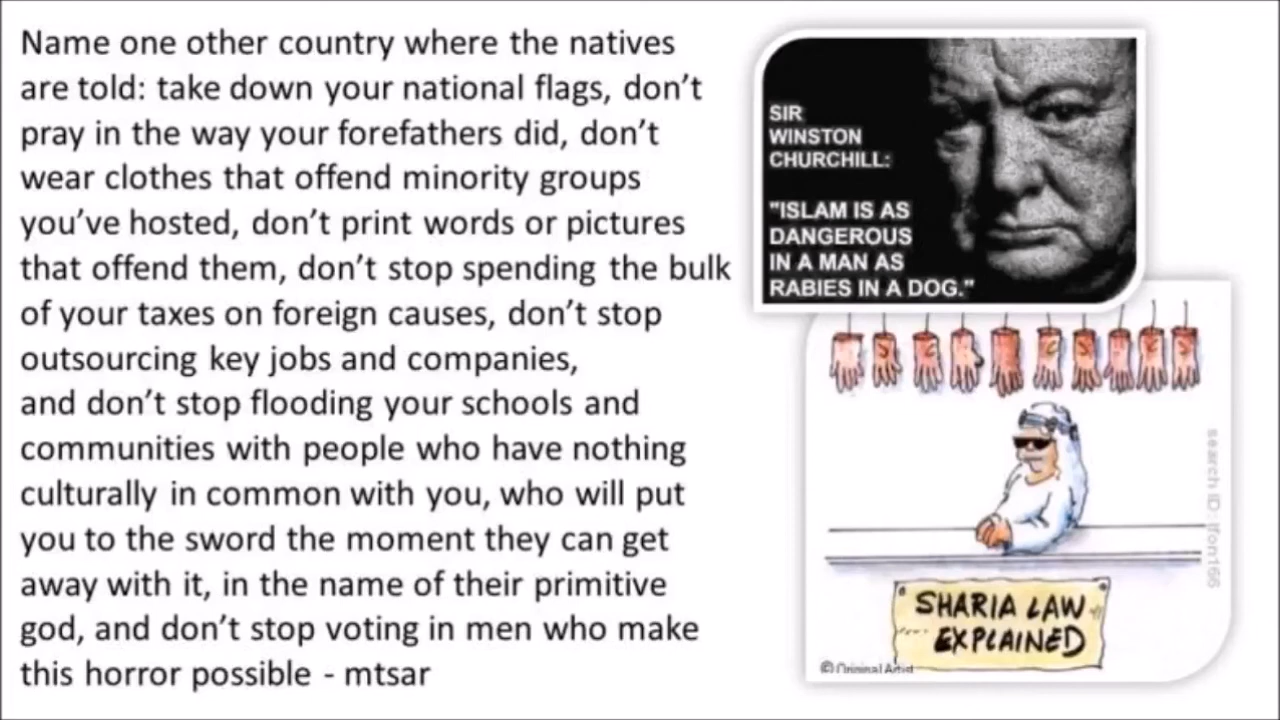 Name one other country where the natives
are told: take down your national flags, don't
pray in the way your forefathers did, don't
wear clothes that offend minority groups
you've hosted, don't print words or pictures
that offend them, don't stop spending the bulk
of your taxes on foreign causes, don't stop
outsourcing key jobs and companies,
and don't stop flooding your schools and
communities with people who have nothing
culturally in common with you, who will put
you to the sword the moment they can get
away with it, in the name of their primitive
god, and don't stop voting in men who make
this horror possible - mtsar
SIR
WINSTON
CHURCHILL:
"ISLAM IS AS
DANGEROUS
IN A MAN AS
RABIES IN A DOG."
SHARIA LAW
EXPLAINED
© Original Artist
search ID: